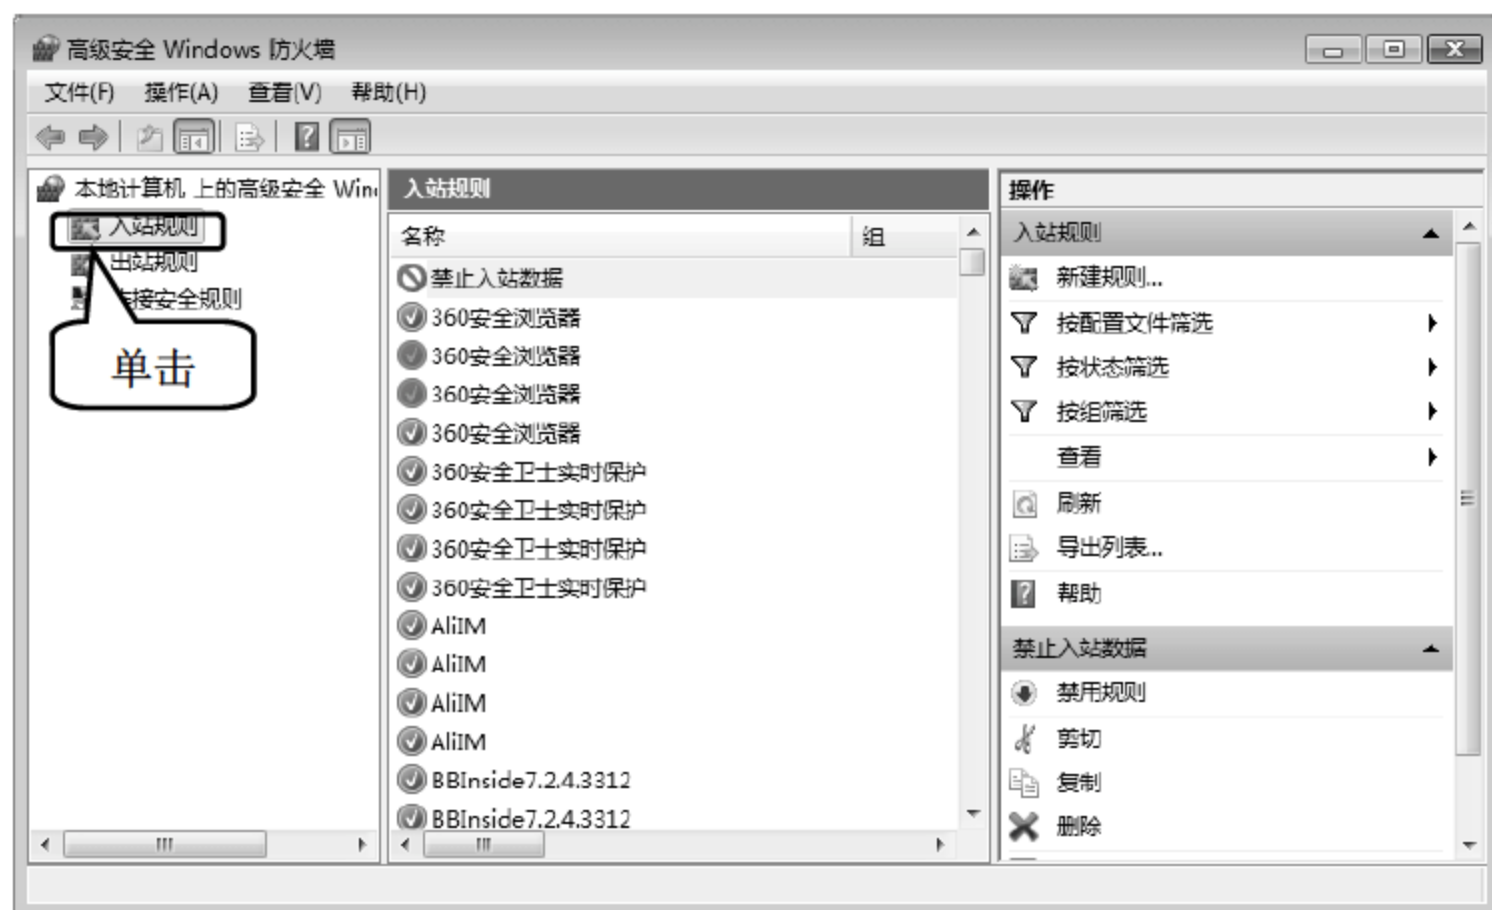 高级安全 Windows 防火墙
文件(F) 操作(A) 查看(V) 帮助(H)
本地计算机 上的高级安全 Win
入站规则
出站规则
连接安全规则
单击
入站规则
名称 组
禁止入站数据
360安全浏览器
360安全浏览器
360安全浏览器
360安全浏览器
360安全卫士实时保护
360安全卫士实时保护
360安全卫士实时保护
360安全卫士实时保护
AliIM
AliIM
AliIM
AliIM
BBInside7.2.4.3312
BBInside7.2.4.3312
操作
入站规则
新建规则...
按配置文件筛选
按状态筛选
按组筛选
查看
刷新
导出列表...
帮助
禁止入站数据
禁用规则
剪切
复制
删除